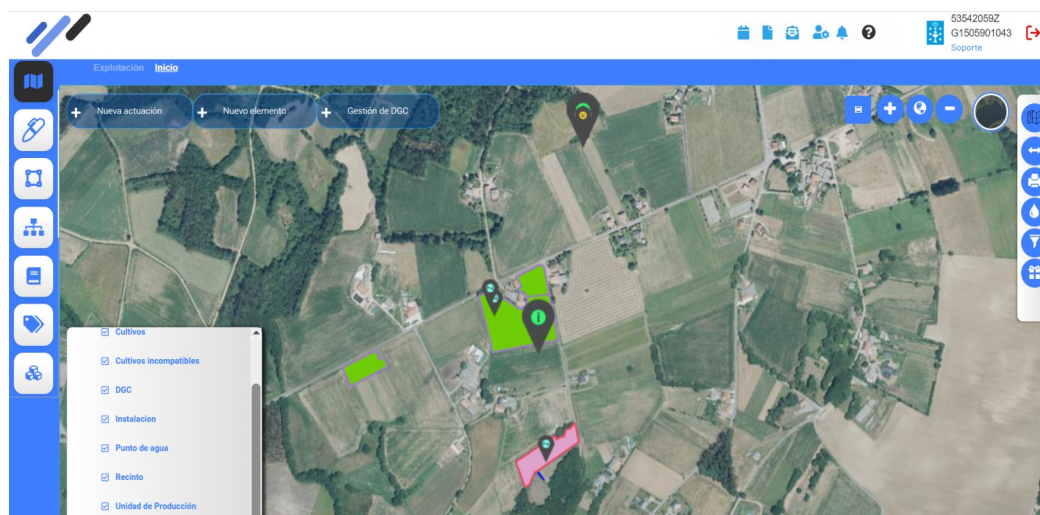 53542059Z
G1505901043
Soporte
Explotación Inicio
+ Nueva actuación + Nuevo elemento + Gestión de DGC
Cultivos
Cultivos incompatibles
DGC
Instalacion
Punto de agua
Recinto
Unidad de Producción